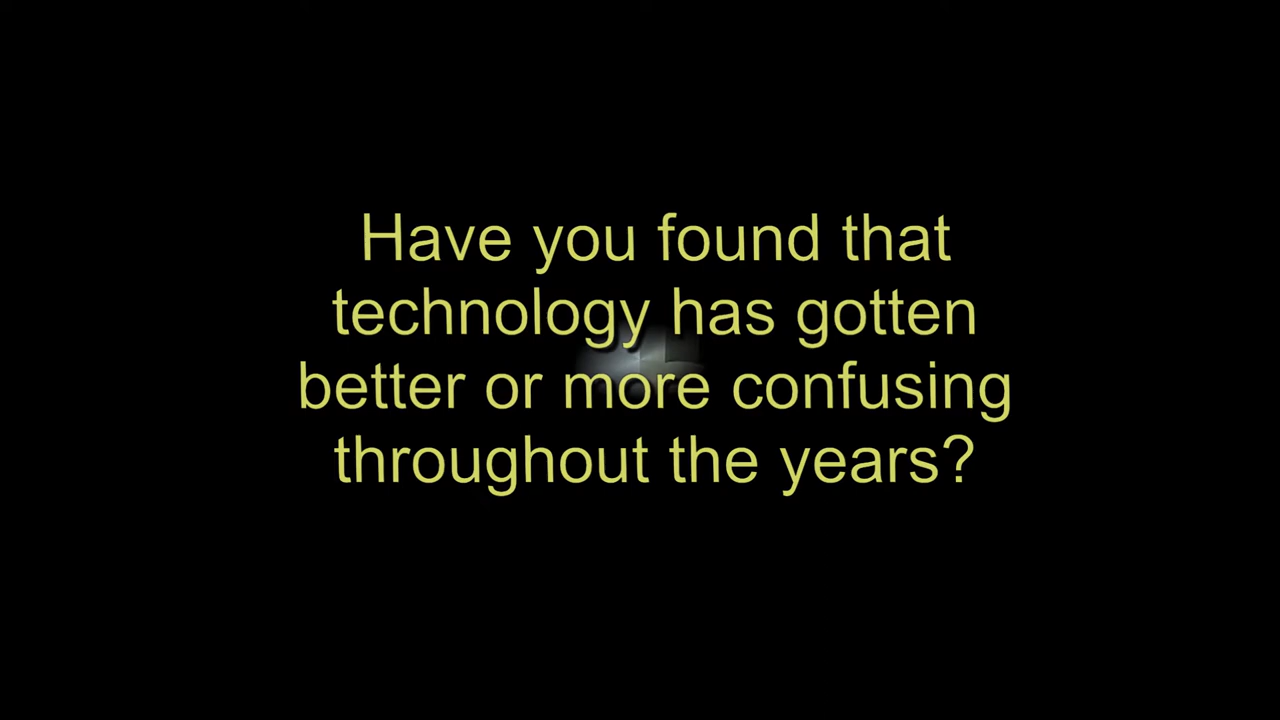 Have you found that
technology has gotten
better or more confusing
throughout the years?